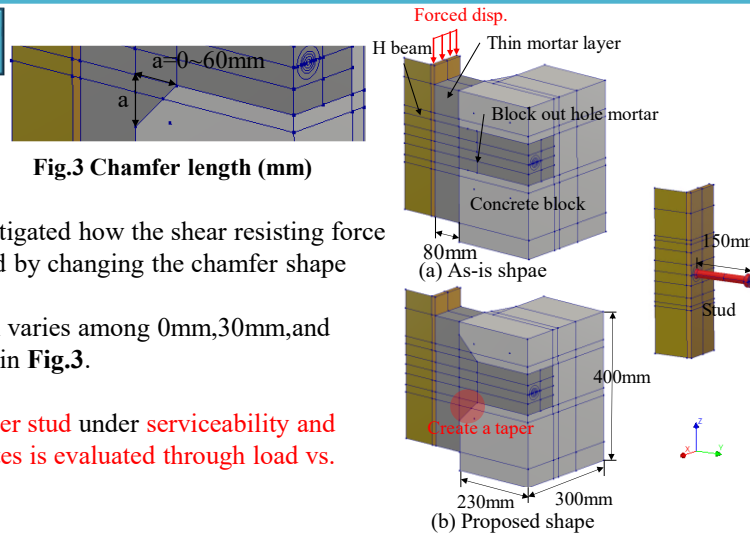 a=0~60mm
a
Fig.3 Chamfer length (mm)
tigated how the shear resisting force
d by changing the chamfer shape
varies among 0mm,30mm,and
in Fig.3.
er stud under serviceability and
es is evaluated through load vs.
Forced disp.
H beam
Thin mortar layer
Block out hole mortar
Concrete block
80mm
(a) As-is shpae
150mm
Stud
400mm
Create a taper
230mm
300mm
(b) Proposed shape
z
x
y